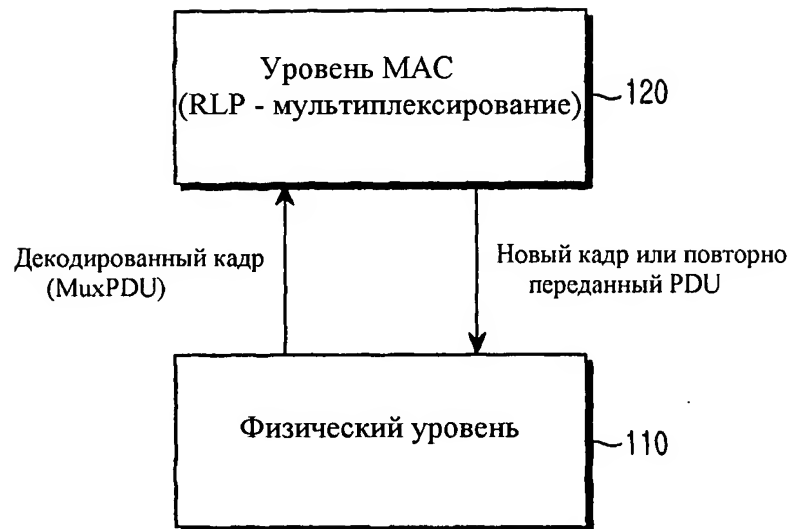 Уровень MAC
(RLP - мультиплексирование)
120
Декодированный кадр
(MuxPDU)
Новый кадр или повторно
переданный PDU
Физический уровень
110